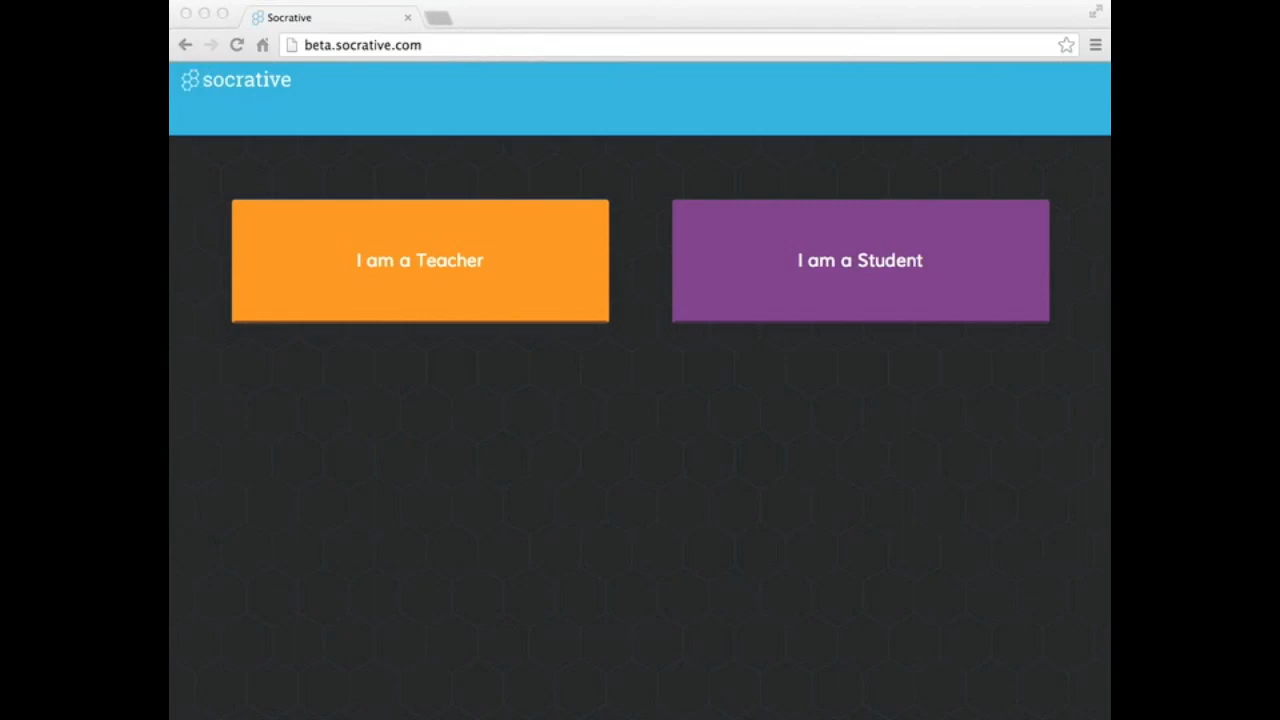 Socrative
beta.socrative.com
socrative
I am a Teacher
I am a Student